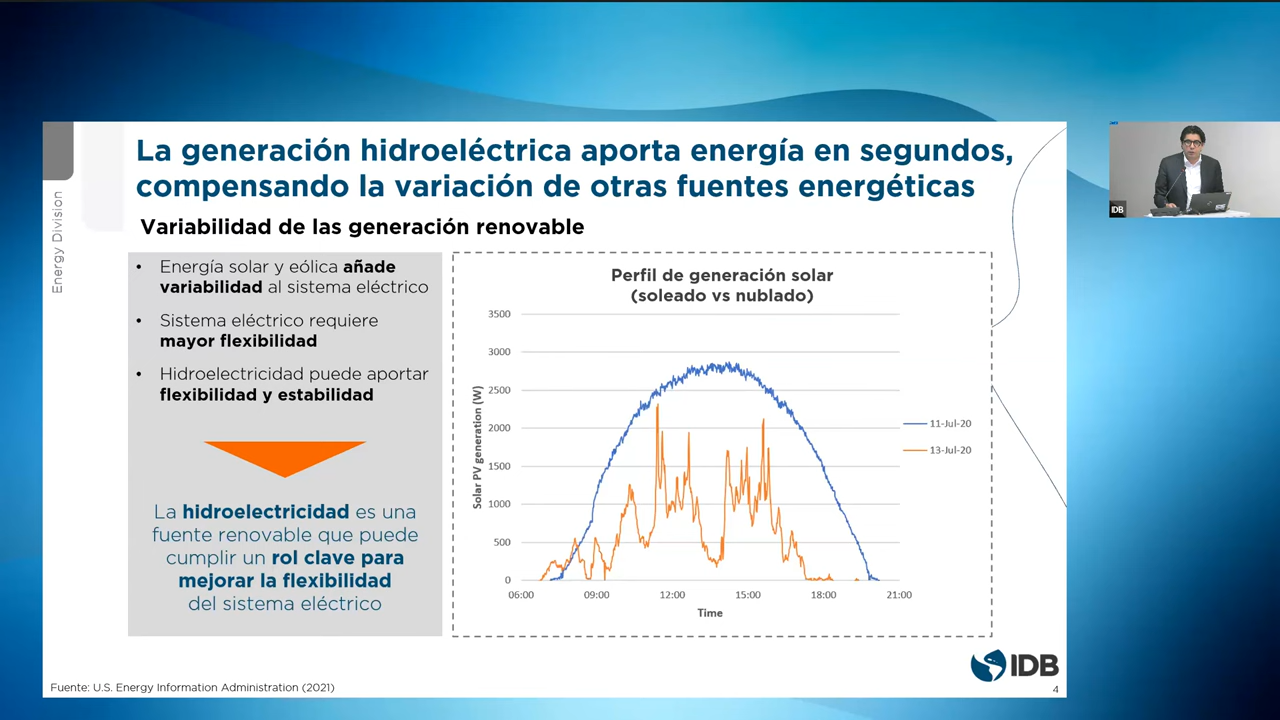 La generación hidroeléctrica aporta energía en segundos,
compensando la variación de otras fuentes energéticas
Variabilidad de las generación renovable
Energy Division
• Energía solar y eólica añade
variabilidad al sistema eléctrico
• Sistema eléctrico requiere
mayor flexibilidad
• Hidroelectricidad puede aportar
flexibilidad y estabilidad
La hidroelectricidad es una
fuente renovable que puede
cumplir un rol clave para
mejorar la flexibilidad
del sistema eléctrico
Perfil de generación solar
(soleado vs nublado)
Solar PV generation (W)
3500
3000
2500
2000
1500
1000
500
0
06:00 09:00 12:00 15:00 18:00 21:00
Time
11-Jul-20
13-Jul-20
IDB
Fuente: U.S. Energy Information Administration (2021)
4
IDB